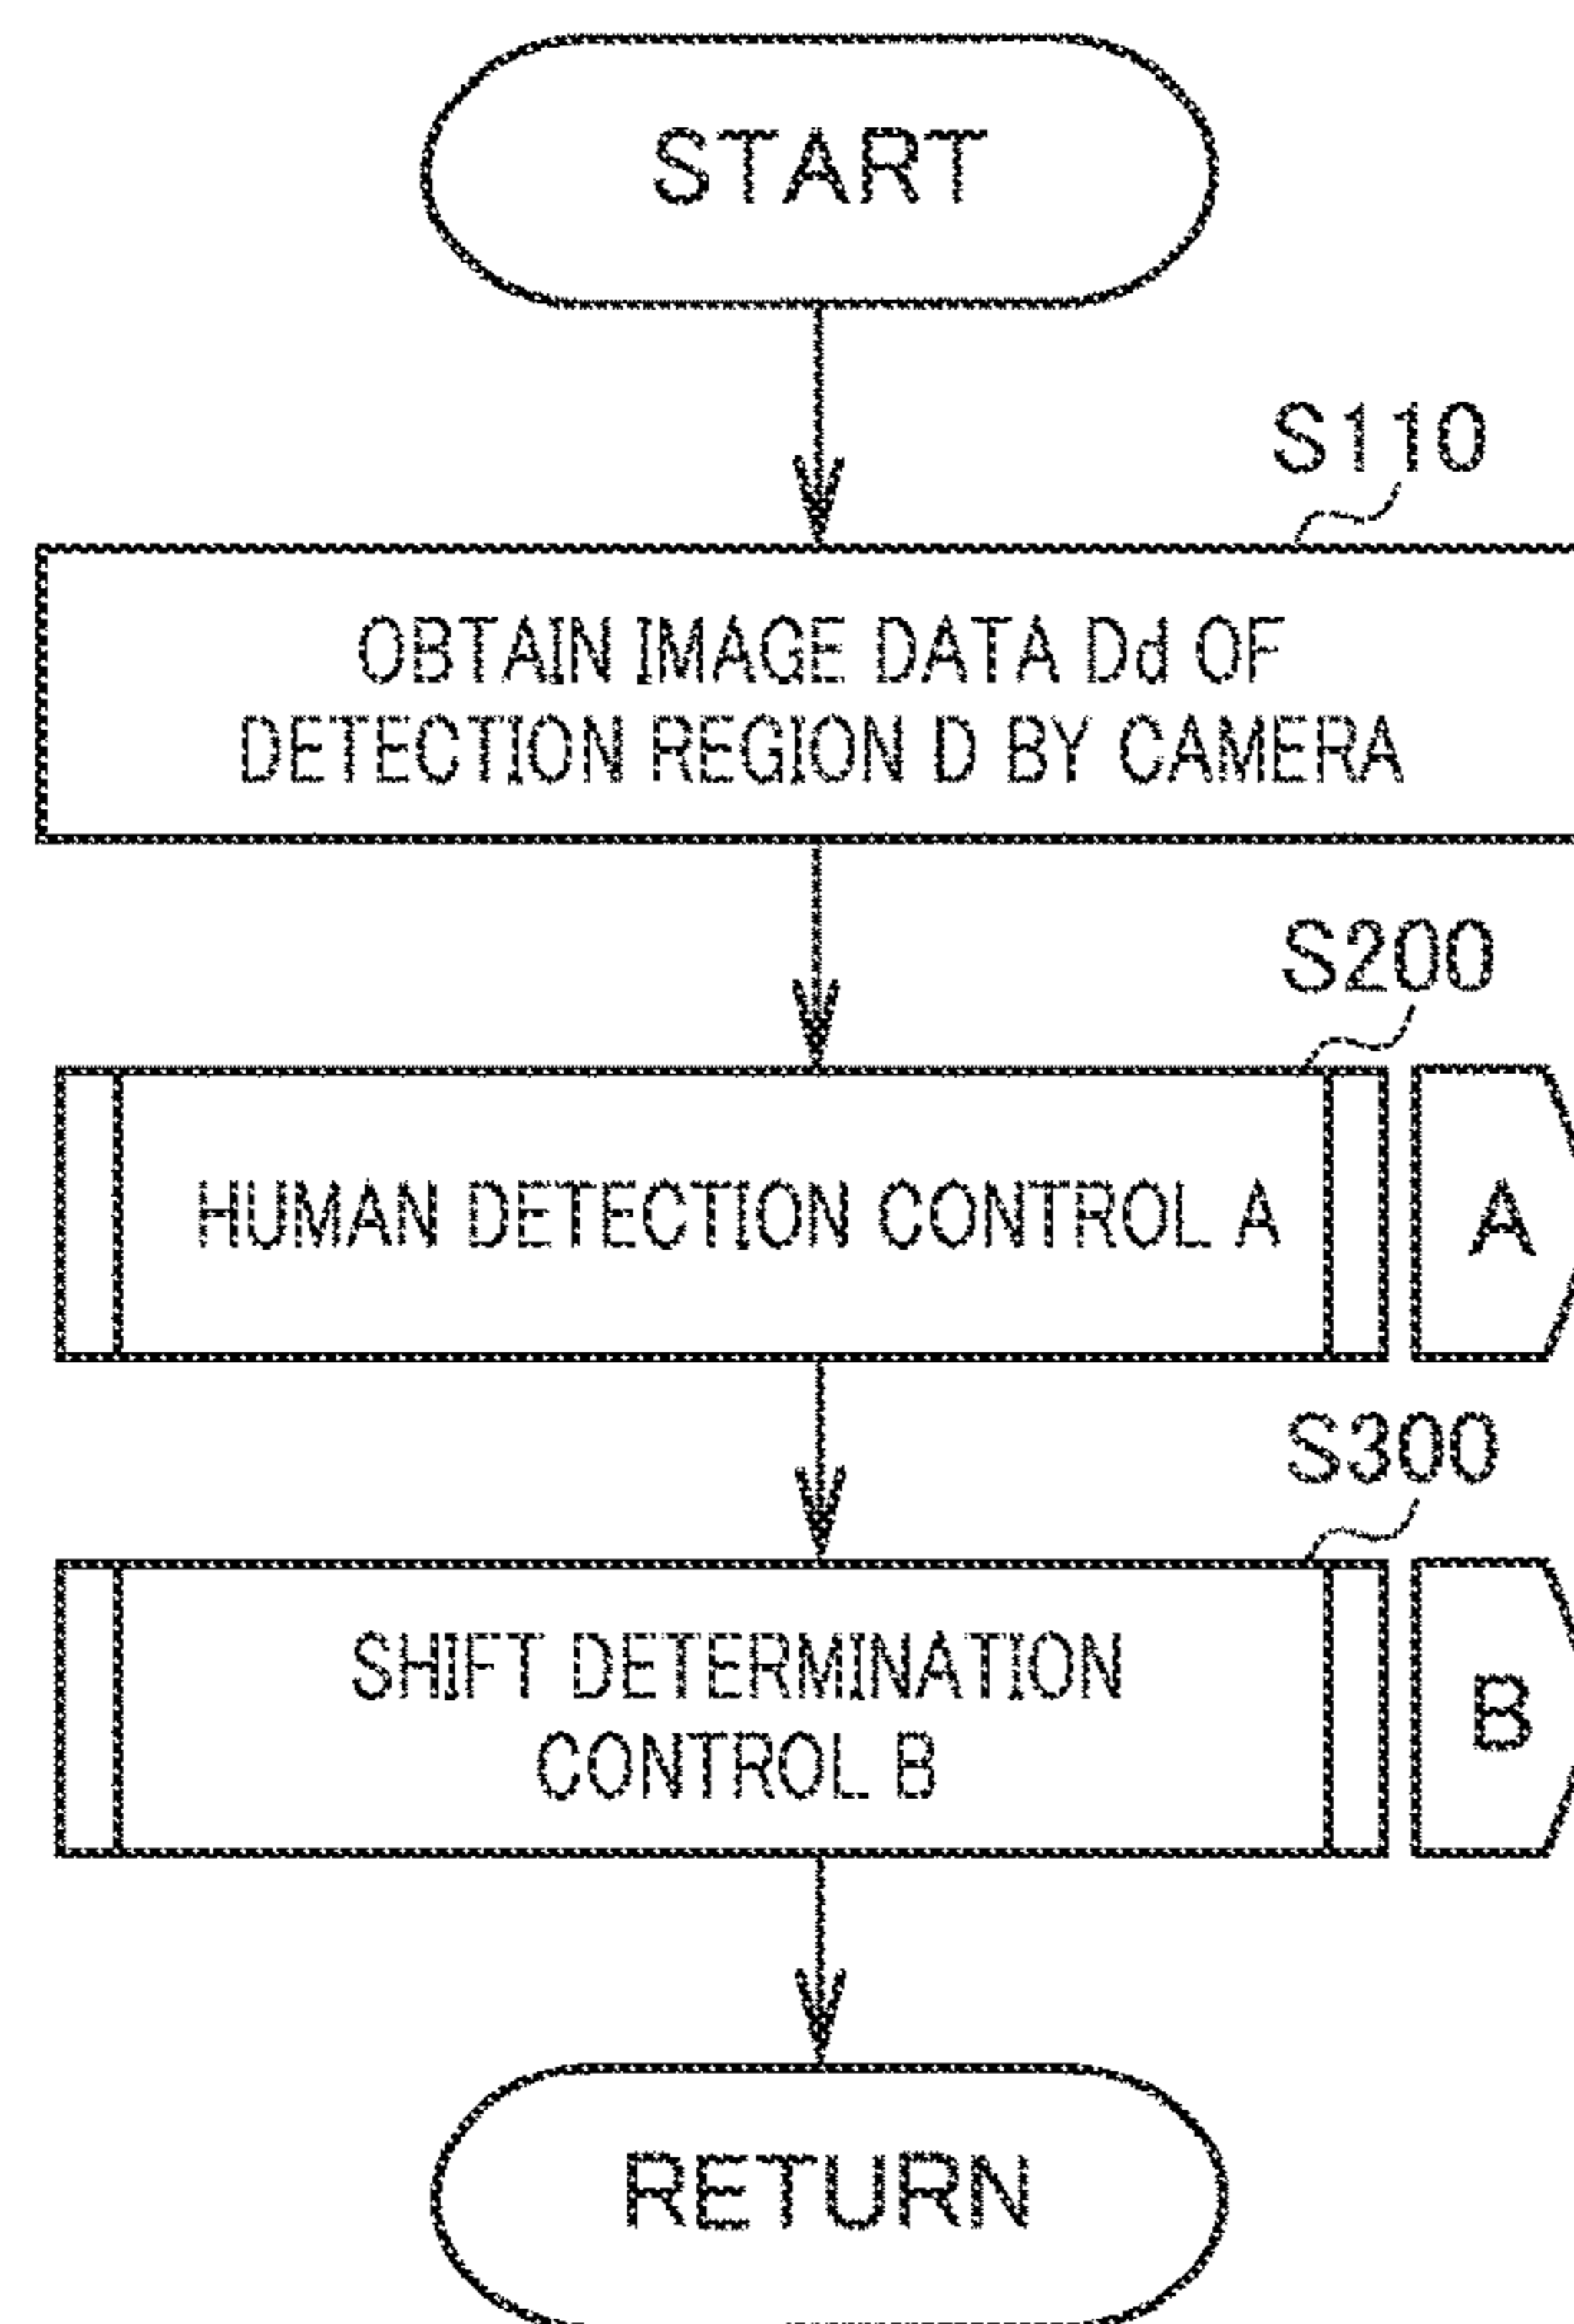 START
S110
OBTAIN IMAGE DATA Dd OF
DETECTION REGION D BY CAMERA
S200
HUMAN DETECTION CONTROL A
A
S300
SHIFT DETERMINATION
CONTROL B
B
RETURN